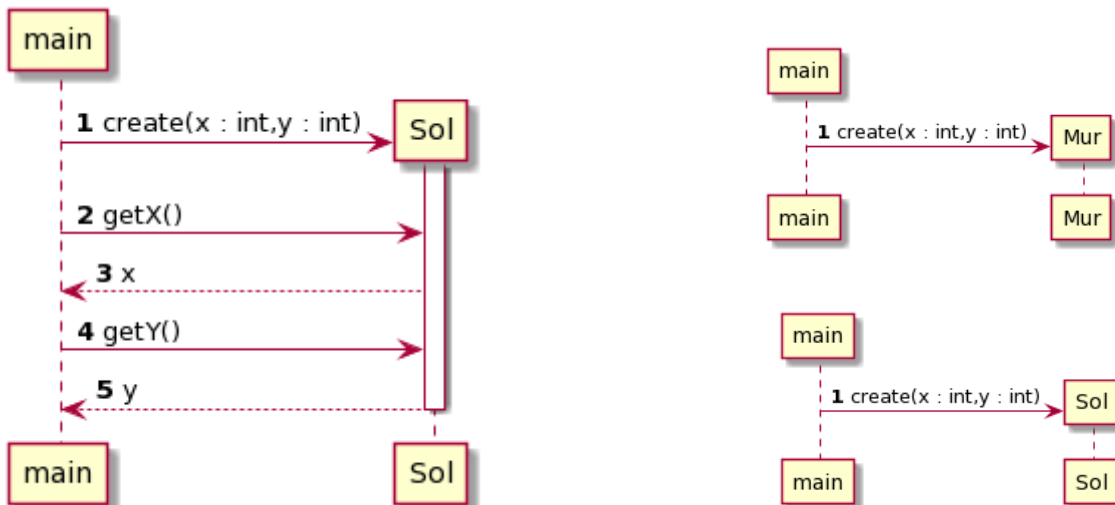 main
1 create(x : int,y : int)
Sol
2 getX()
3 x
4 getY()
5 y
main
Sol
main
1 create(x : int,y : int)
Mur
main
Mur
main
1 create(x : int,y : int)
Sol
main
Sol